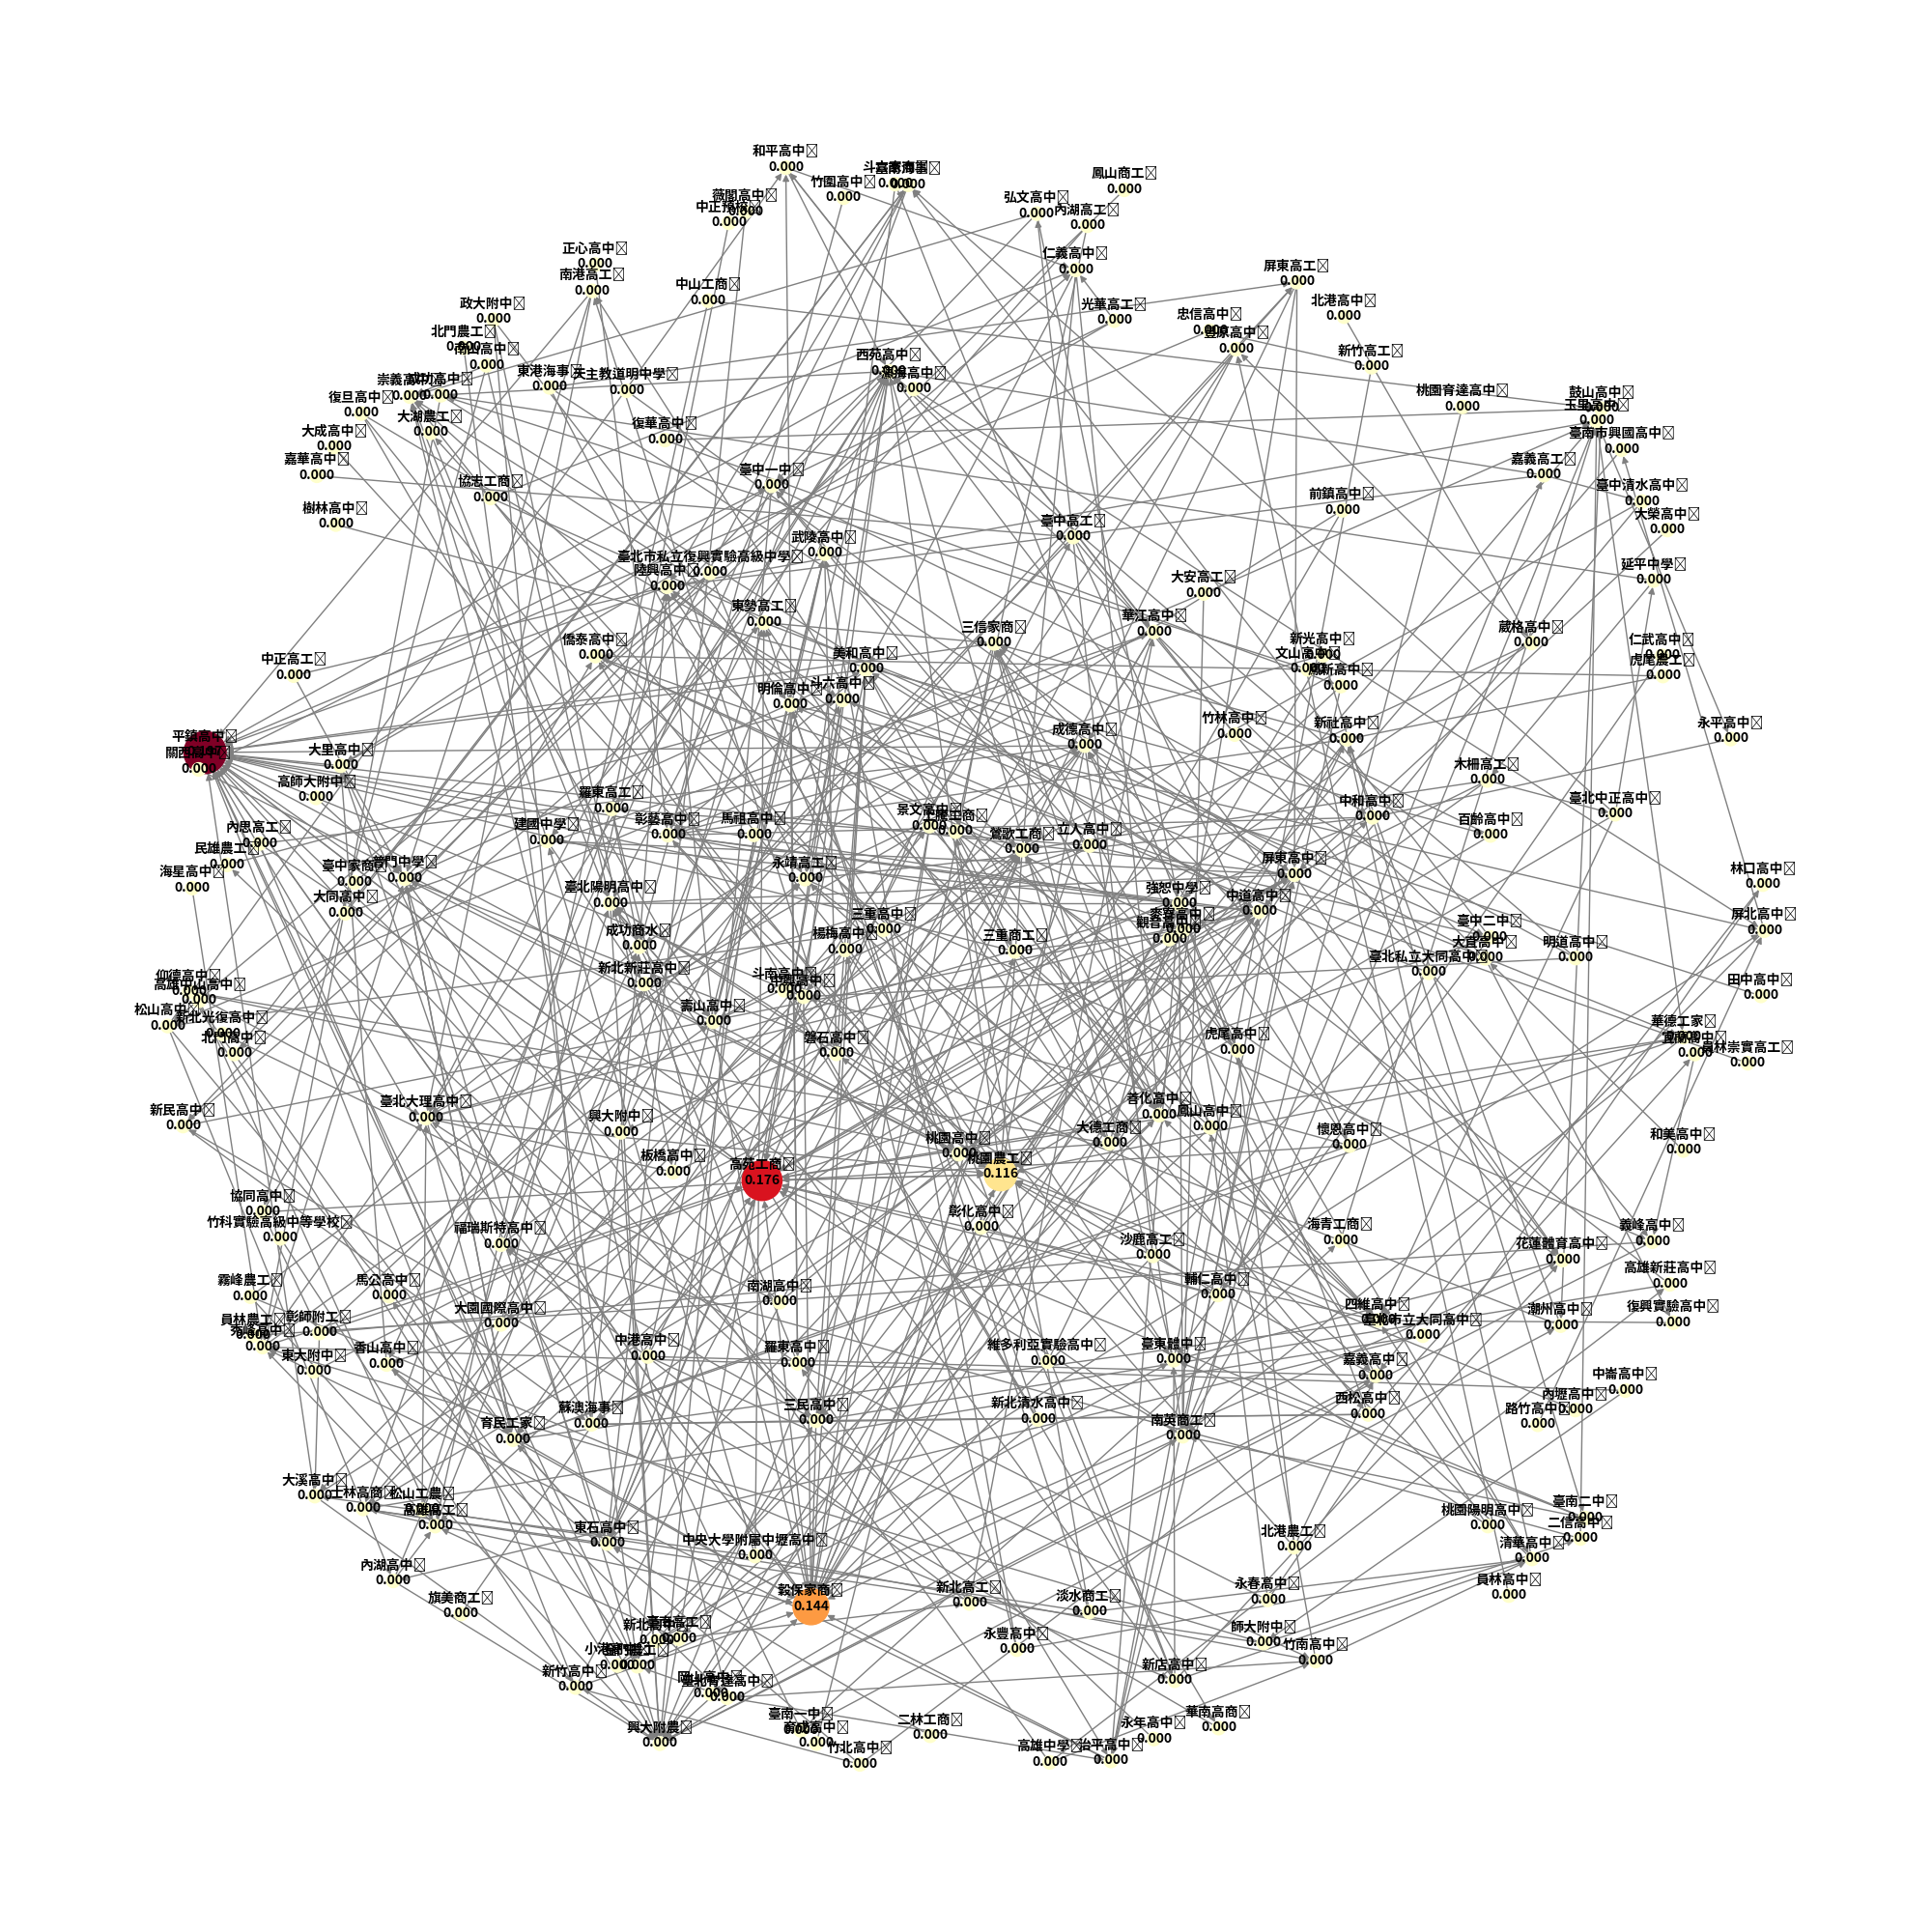 和平高中
0.000
竹圍高中
0.000
薇閣高中
0.000
中正預校
0.000
鳳山商工
0.000
弘文高中
0.000
內湖高工
0.000
仁義高中
0.000
正心高中
0.000
南港高工
0.000
中山工商
0.000
政大附中
0.000
北門農工
南山高中
0.000
屏東高工
0.000
北港高中
0.000
光華高工
0.000
忠信高中
豐原高中
0.000
新竹高工
0.000
西苑高中
0.000
東港海事
0.000
天主教道明中學
0.000
崇義高中
0.000
成功高中
0.000
復旦高中
0.000
大湖農工
0.000
大成高中
0.000
嘉華高中
0.000
復華高中
0.000
桃園育達高中
0.000
鼓山高中
玉里高中
0.000
臺南市興國高中
0.000
嘉義高工
0.000
臺中清水高中
0.000
大榮高中
0.000
協志工商
0.000
臺中一中
0.000
樹林高中
0.000
前鎮高中
0.000
臺中高工
0.000
武陵高中
0.000
臺北市私立復興實驗高級中學
0.000
陸興高中
0.000
延平中學
0.000
大安高工
0.000
東勢高工
0.000
三信家商
0.000
華江高中
0.000
葳格高中
0.000
新光高中
0.000
文山高中
0.000
仁武高中
0.000
虎尾農工
0.000
僑泰高中
0.000
中正高工
0.000
美和高中
0.000
斗六高中
0.000
明倫高中
0.000
竹林高中
0.000
新社高中
0.000
成德高中
0.000
永平高中
0.000
平鎮高中
關西高中
0.000
大里高中
0.000
高師大附中
0.000
木柵高工
0.000
羅東高工
0.000
中和高中
0.000
臺北中正高中
0.000
百齡高中
0.000
建國中學
0.000
彰藝高中
0.000
馬祖高中
0.000
景文高中
0.000
鶯歌工商
0.000
立人高中
0.000
內思高工
0.000
民雄農工
0.000
海星高中
0.000
臺中家商
0.000
普門中學
0.000
大同高中
0.000
永靖高工
0.000
屏東高中
0.000
林口高中
0.000
臺北陽明高中
0.000
強恕中學
0.000
中道高中
0.000
麥寮高中
0.000
觀音高中
0.000
三重高中
0.000
屏北高中
0.000
成功商水
0.000
楊梅高中
0.000
三重商工
0.000
臺中二中
0.000
大直高中
臺北私立大同高中
0.000
明道高中
0.000
新北新莊高中
0.000
斗南高中
0.000
0.000
田中高中
0.000
仰德高中
0.000
高雄中山高中
0.000
松山高中
0.000
新北光復高中
0.000
北門高中
0.000
壽山高中
0.000
磐石高中
0.000
虎尾高中
0.000
華德工家
0.000
宜蘭高中
0.000
員林崇實高工
0.000
新民高中
0.000
臺北大理高中
0.000
興大附中
0.000
善化高中
0.000
鳳山高中
0.000
大德工商
0.000
懷恩高中
0.000
和美高中
0.000
板橋高中
0.000
高苑工商
0.176
桃園高中
0.000
桃園農工
0.116
協同高中
0.000
竹科實驗高級中等學校
0.000
福瑞斯特高中
0.000
彰化高中
0.000
沙鹿高工
0.000
海青工商
0.000
花蓮體育高中
0.000
義峰高中
0.000
高雄新莊高中
0.000
復興實驗高中
0.000
霧峰農工
0.000
馬公高中
0.000
大園國際高中
0.000
南湖高中
0.000
輔仁高中
0.000
四維高中
0.000
臺北市立大同高中
0.000
潮州高中
0.000
員林農工
0.000
秀峰高中
0.000
彰師附工
0.000
東大附中
0.000
香山高中
0.000
中港高中
0.000
羅東高中
0.000
維多利亞實驗高中
0.000
臺東體中
0.000
嘉義高中
0.000
西松高中
0.000
中崙高中
0.000
內壢高中
0.000
路竹高中
0.000
育民工家
0.000
蘇澳海事
0.000
三民高中
0.000
新北清水高中
0.000
南英商工
0.000
大溪高中
0.000
士林高商
0.000
松山工農
0.000
高雄高工
0.000
東石高中
0.000
中央大學附屬中壢高中
0.000
桃園陽明高中
0.000
臺南二中
0.000
二信高中
0.000
清華高中
0.000
北港農工
0.000
內湖高中
0.000
旗美商工
0.000
穀保家商
0.144
新北高工
0.000
淡水商工
0.000
永春高中
0.000
員林高中
0.000
臺南高工
0.000
永豐高中
0.000
師大附中
0.000
竹南高中
0.000
新竹高中
0.000
新店高中
0.000
臺北育達高中
0.000
興大附農
0.000
臺南一中
育成高中
0.000
竹北高中
0.000
二林工商
0.000
高雄中學
0.000
治平高中
0.000
永年高中
0.000
華南高商
0.000